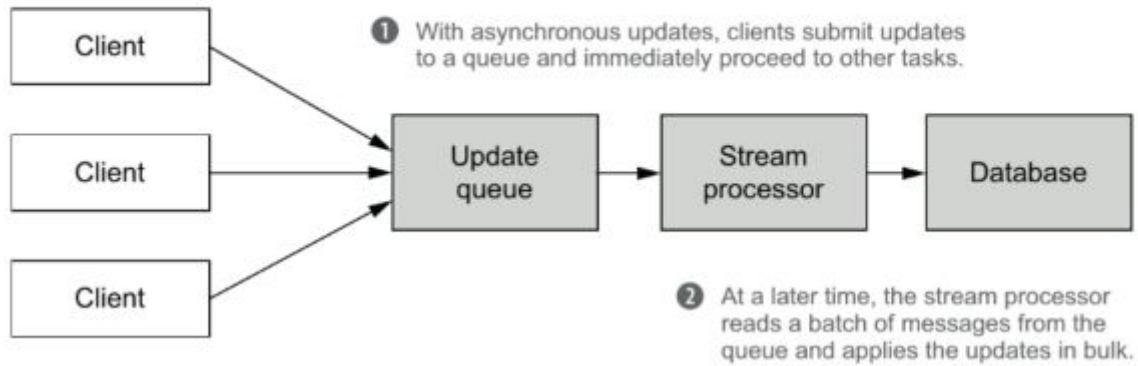 Client
❶ With asynchronous updates, clients submit updates
to a queue and immediately proceed to other tasks.
Client
Update
queue
Stream
processor
Database
Client
❷ At a later time, the stream processor
reads a batch of messages from the
queue and applies the updates in bulk.